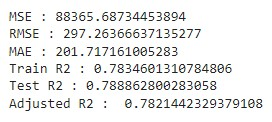 MSE : 88365.68734453894
RMSE : 297.26366637135277
MAE : 201.717161005283
Train R2 : 0.7834601310784806
Test R2 : 0.788862800283058
Adjusted R2 :  0.7821442329379108